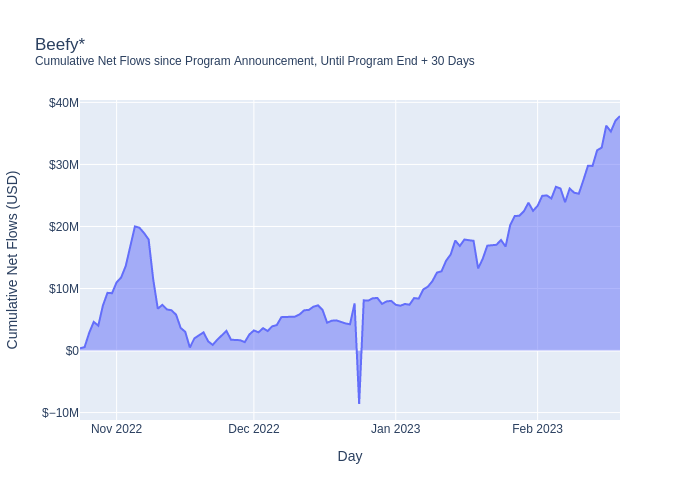 Beefy*
Cumulative Net Flows since Program Announcement, Until Program End + 30 Days
Cumulative Net Flows (USD)
$40M
$30M
$20M
$10M
$0
$−10M
Nov 2022
Dec 2022
Jan 2023
Feb 2023
Day